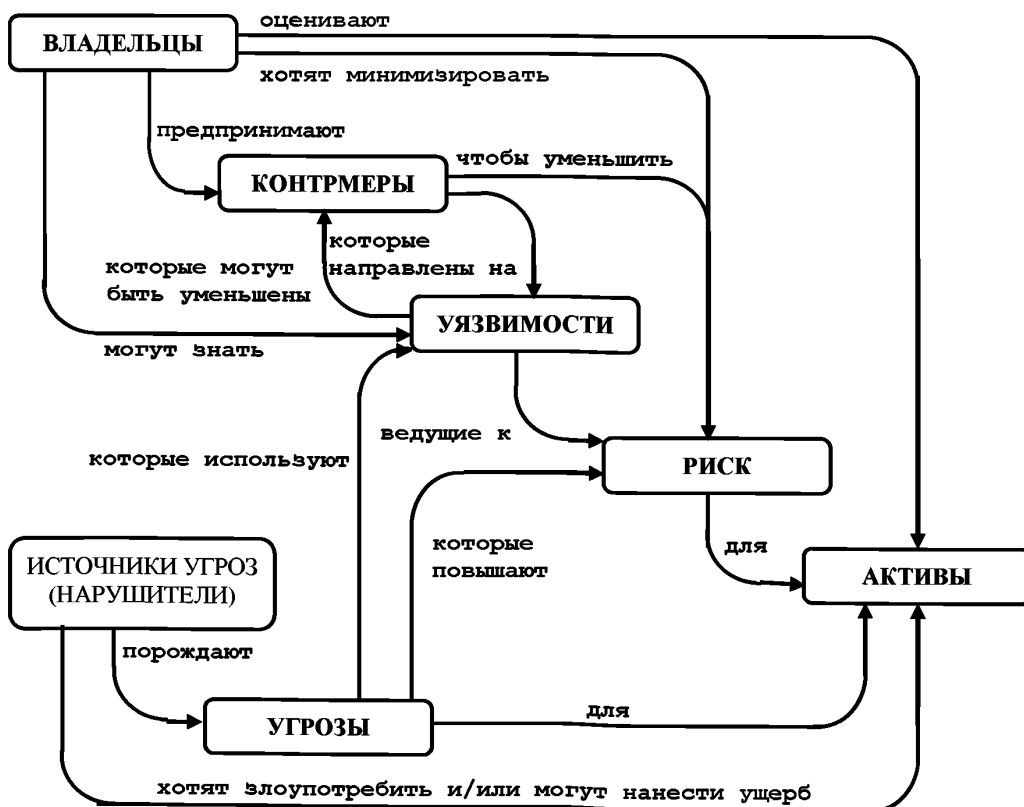 оценивают
ВЛАДЕЛЬЦЫ
хотят минимизировать
предпринимают
чтобы уменьшить
КОНТРМЕРЫ
которые
направлены на
которые могут
быть уменьшены
УЯЗВИМОСТИ
могут знать
ведущие к
которые используют
РИСК
которые
повышают
для
ИСТОЧНИКИ УГРОЗ
(НАРУШИТЕЛИ)
АКТИВЫ
порождают
УГРОЗЫ
для
хотят злоупотребить и/или могут нанести ущерб